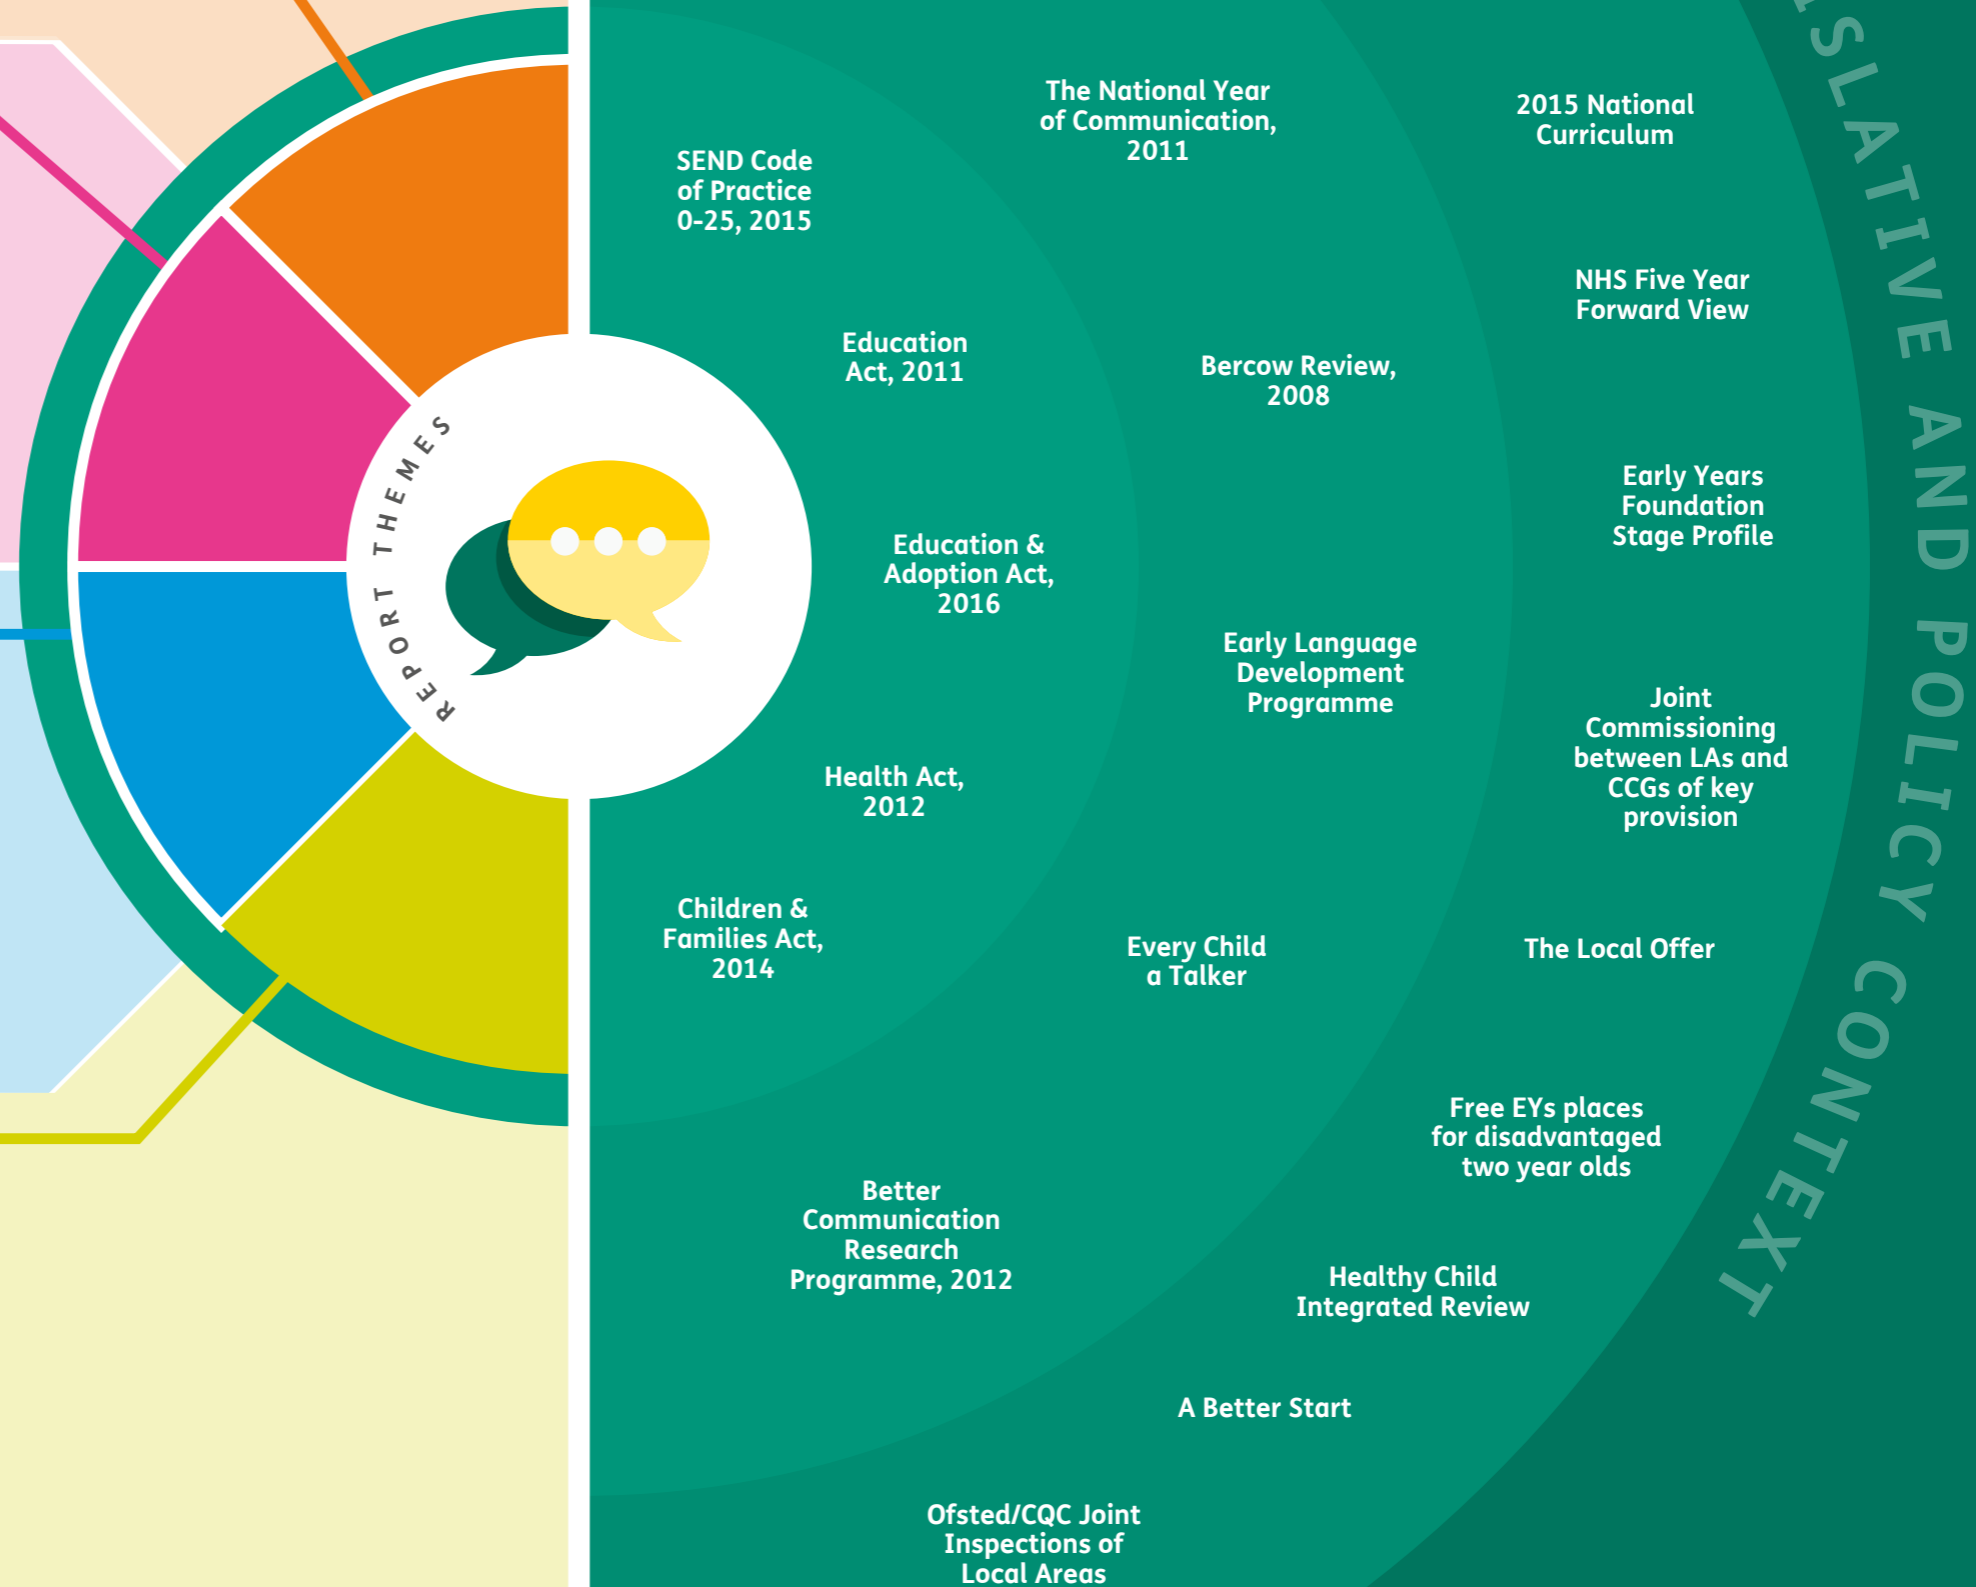 REPORT THEMES
SEND Code
of Practice
0-25, 2015
Education
Act, 2011
Education &
Adoption Act,
2016
Health Act,
2012
Children &
Families Act,
2014
The National Year
of Communication,
2011
Bercow Review,
2008
Early Language
Development
Programme
Every Child
a Talker
Better
Communication
Research
Programme, 2012
2015 National
Curriculum
NHS Five Year
Forward View
Early Years
Foundation
Stage Profile
Joint
Commissioning
between LAs and
CCGs of key
provision
The Local Offer
Free EYs places
for disadvantaged
two year olds
Healthy Child
Integrated Review
A Better Start
Ofsted/CQC Joint
Inspections of
Local Areas
ISLATIVE AND POLICY CONTEXT